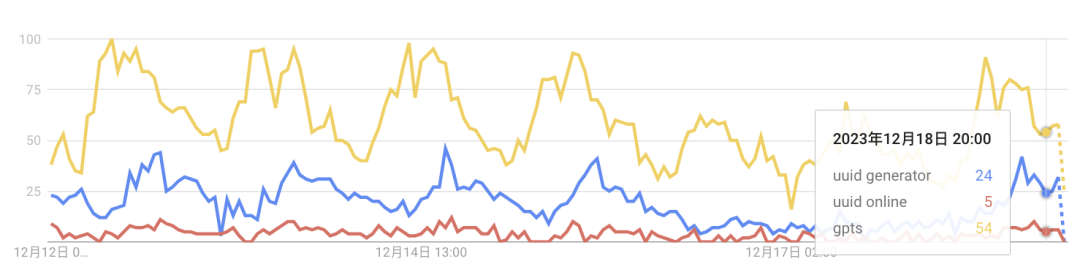 100
75
50
25
12月12日 0...
12月14日 13:00
12月17日 02:00
2023年12月18日 20:00
uuid generator 24
uuid online 5
gpts 54